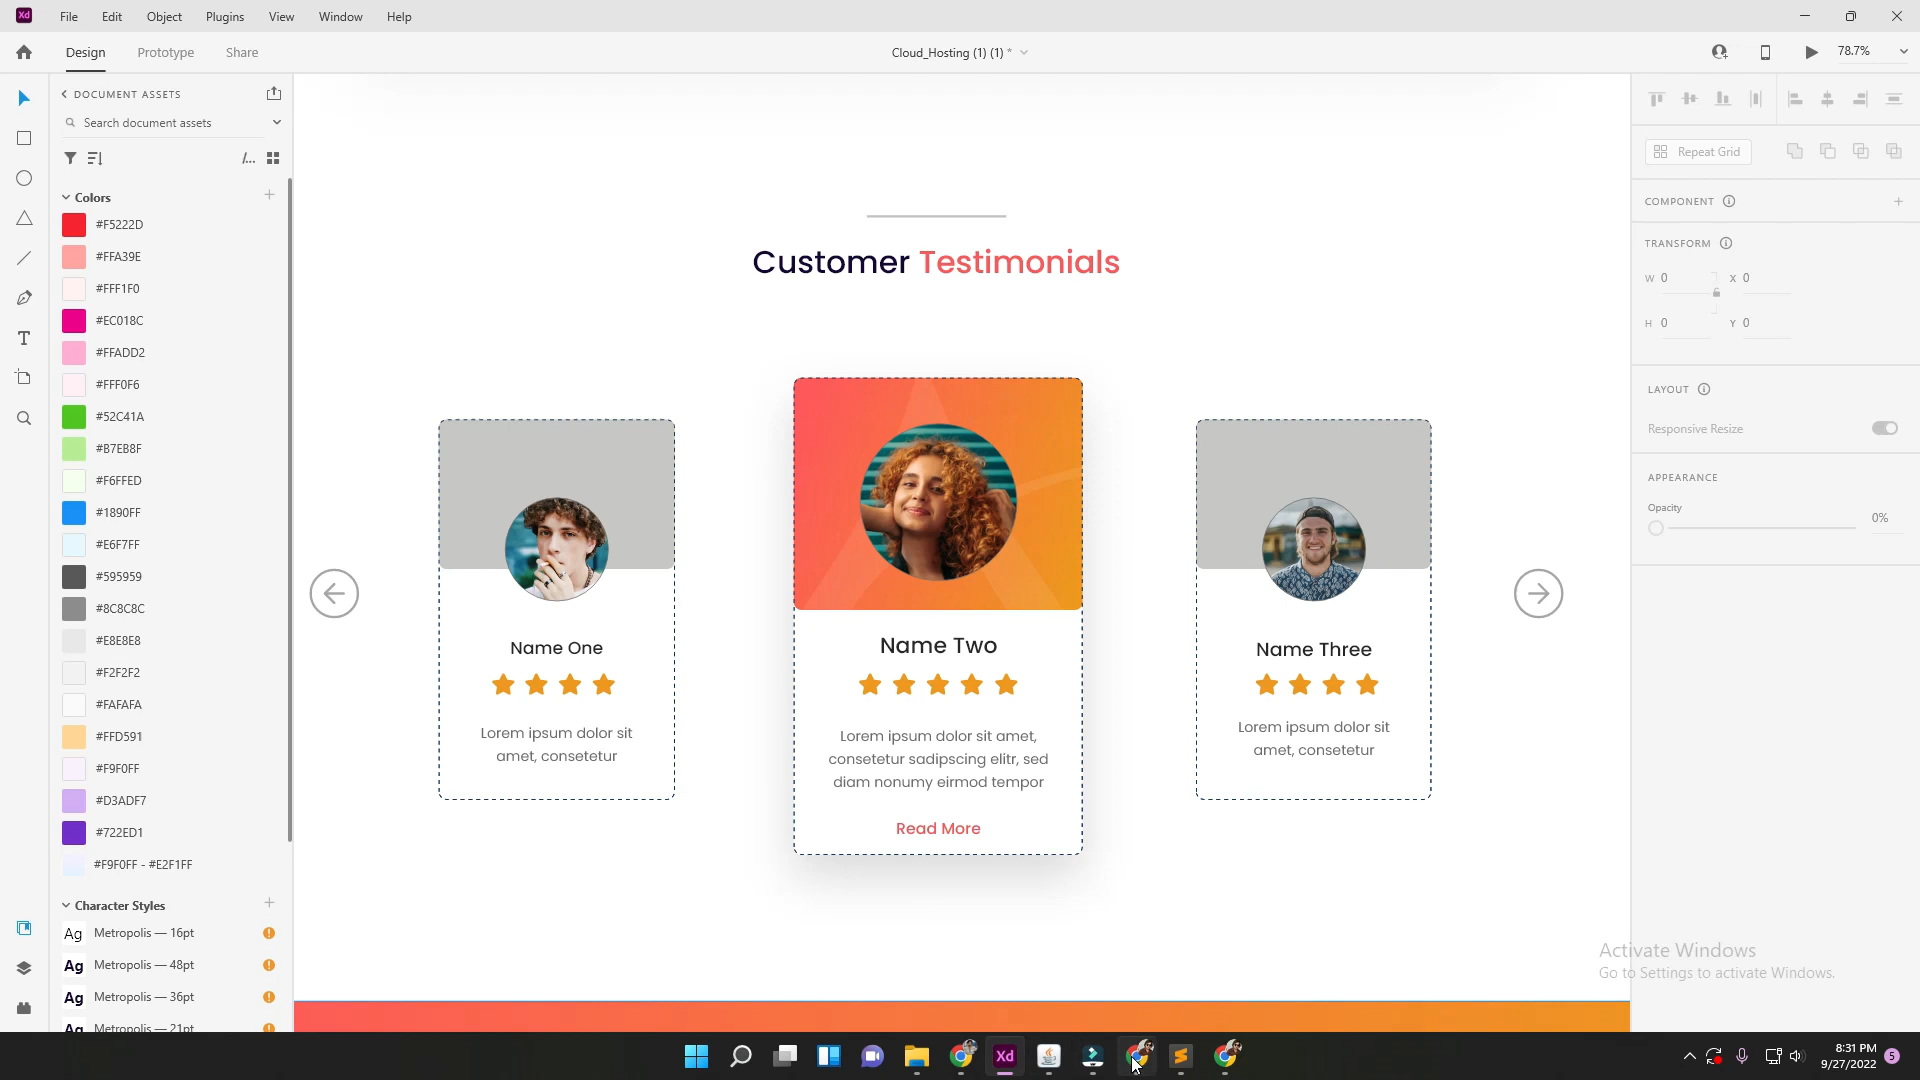 Xd File Edit Object Plugins View Window Help
Design Prototype Share
Cloud_Hosting (1) (1) *
78.7%
DOCUMENT ASSETS
Search document assets
/...
Colors
#F5222D
#FFA39E
#FFF1F0
#EC018C
#FFADD2
#FFF0F6
#52C41A
#B7EB8F
#F6FFED
#1890FF
#E6F7FF
#595959
#8C8C8C
#E8E8E8
#F2F2F2
#FAFAFA
#FFD591
#F9F0FF
#D3ADF7
#722ED1
#F9F0FF - #E2F1FF
Character Styles
Ag Metropolis — 16pt
Ag Metropolis — 48pt
Ag Metropolis — 36pt
Ag Metropolis — 21pt
Customer Testimonials
Name One
Lorem ipsum dolor sit
amet, consetetur
Name Two
Lorem ipsum dolor sit amet,
consetetur sadipscing elitr, sed
diam nonumy eirmod tempor
Read More
Name Three
Lorem ipsum dolor sit
amet, consetetur
Repeat Grid
COMPONENT
TRANSFORM
W 0 X 0
H 0 Y 0
LAYOUT
Responsive Resize
APPEARANCE
Opacity
0%
Activate Windows
Go to Settings to activate Windows.
Xd
8:31 PM
9/27/2022
5